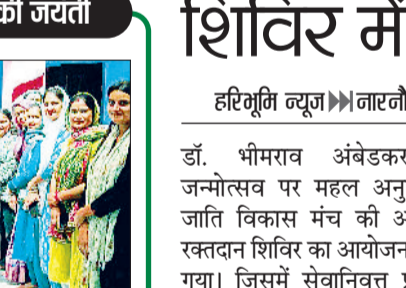 की जयंती
शिविर में
हरिभूमि न्यूज ▶▶ नारनौ
डॉ. भीमराव अंबेडकर
जन्मोत्सव पर महल अनु
जाति विकास मंच की अ
रक्तदान शिविर का आयोजन
गया। जिसमें सेवानिवृत्त